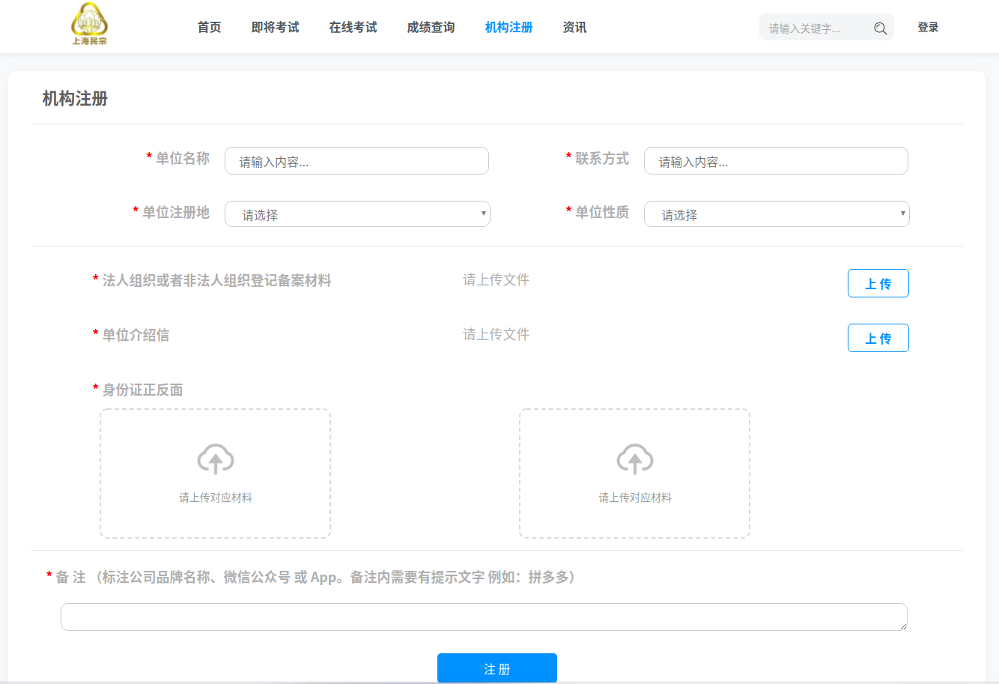 上海民宗
首页 即将考试 在线考试 成绩查询 机构注册 资讯 请输入关键字... 登录
机构注册
* 单位名称 请输入内容... * 联系方式 请输入内容...
* 单位注册地 请选择 * 单位性质 请选择
* 法人组织或者非法人组织登记备案材料 请上传文件 上 传
* 单位介绍信 请上传文件 上 传
* 身份证正反面
请上传对应材料 请上传对应材料
* 备 注 （标注公司品牌名称、微信公众号 或 App。备注内需要有提示文字 例如：拼多多）
注 册